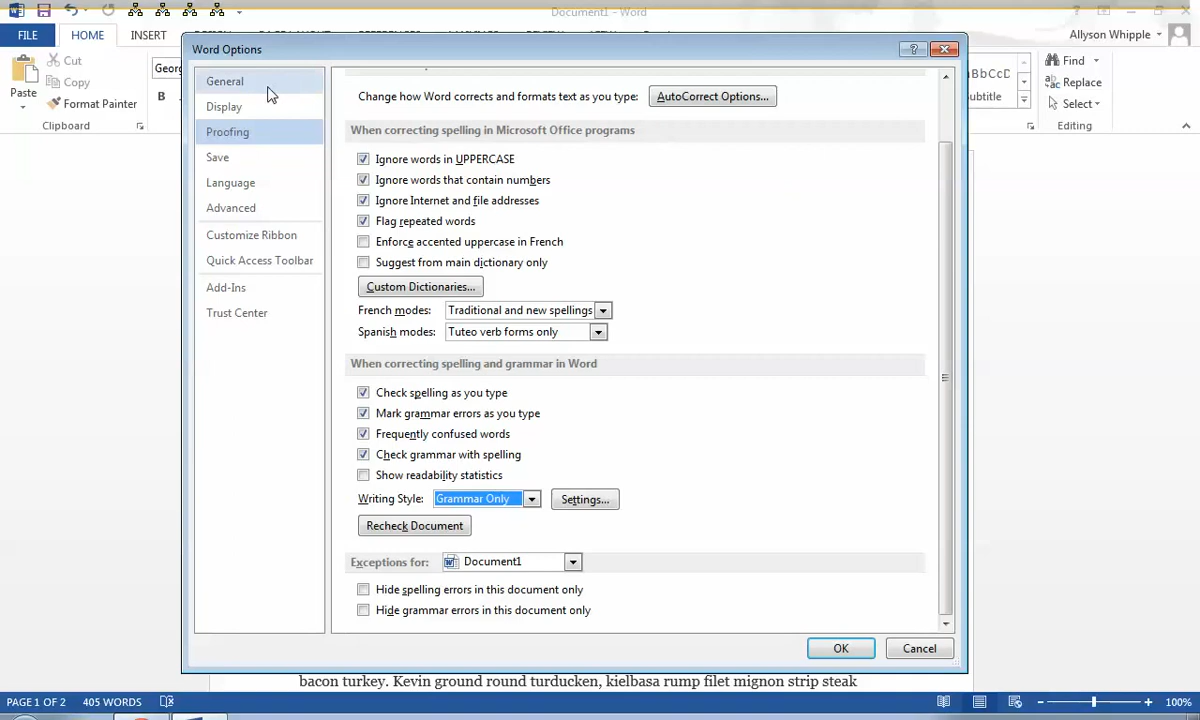 Document1 - Word
FILE
HOME
INSERT
Allyson Whipple
Paste
Cut
Copy
Format Painter
Clipboard
Georg
B
Subtitle
Find
Replace
Select
Editing
Word Options
General
Display
Proofing
Save
Language
Advanced
Customize Ribbon
Quick Access Toolbar
Add-Ins
Trust Center
Change how Word corrects and formats text as you type: AutoCorrect Options...
When correcting spelling in Microsoft Office programs
Ignore words in UPPERCASE
Ignore words that contain numbers
Ignore Internet and file addresses
Flag repeated words
Enforce accented uppercase in French
Suggest from main dictionary only
Custom Dictionaries...
French modes: Traditional and new spellings
Spanish modes: Tuteo verb forms only
When correcting spelling and grammar in Word
Check spelling as you type
Mark grammar errors as you type
Frequently confused words
Check grammar with spelling
Show readability statistics
Writing Style: Grammar Only Settings...
Recheck Document
Exceptions for: Document1
Hide spelling errors in this document only
Hide grammar errors in this document only
OK Cancel
bacon turkey. Kevin ground round turducken, kielbasa rump filet mignon strip steak
PAGE 1 OF 2 405 WORDS 100%